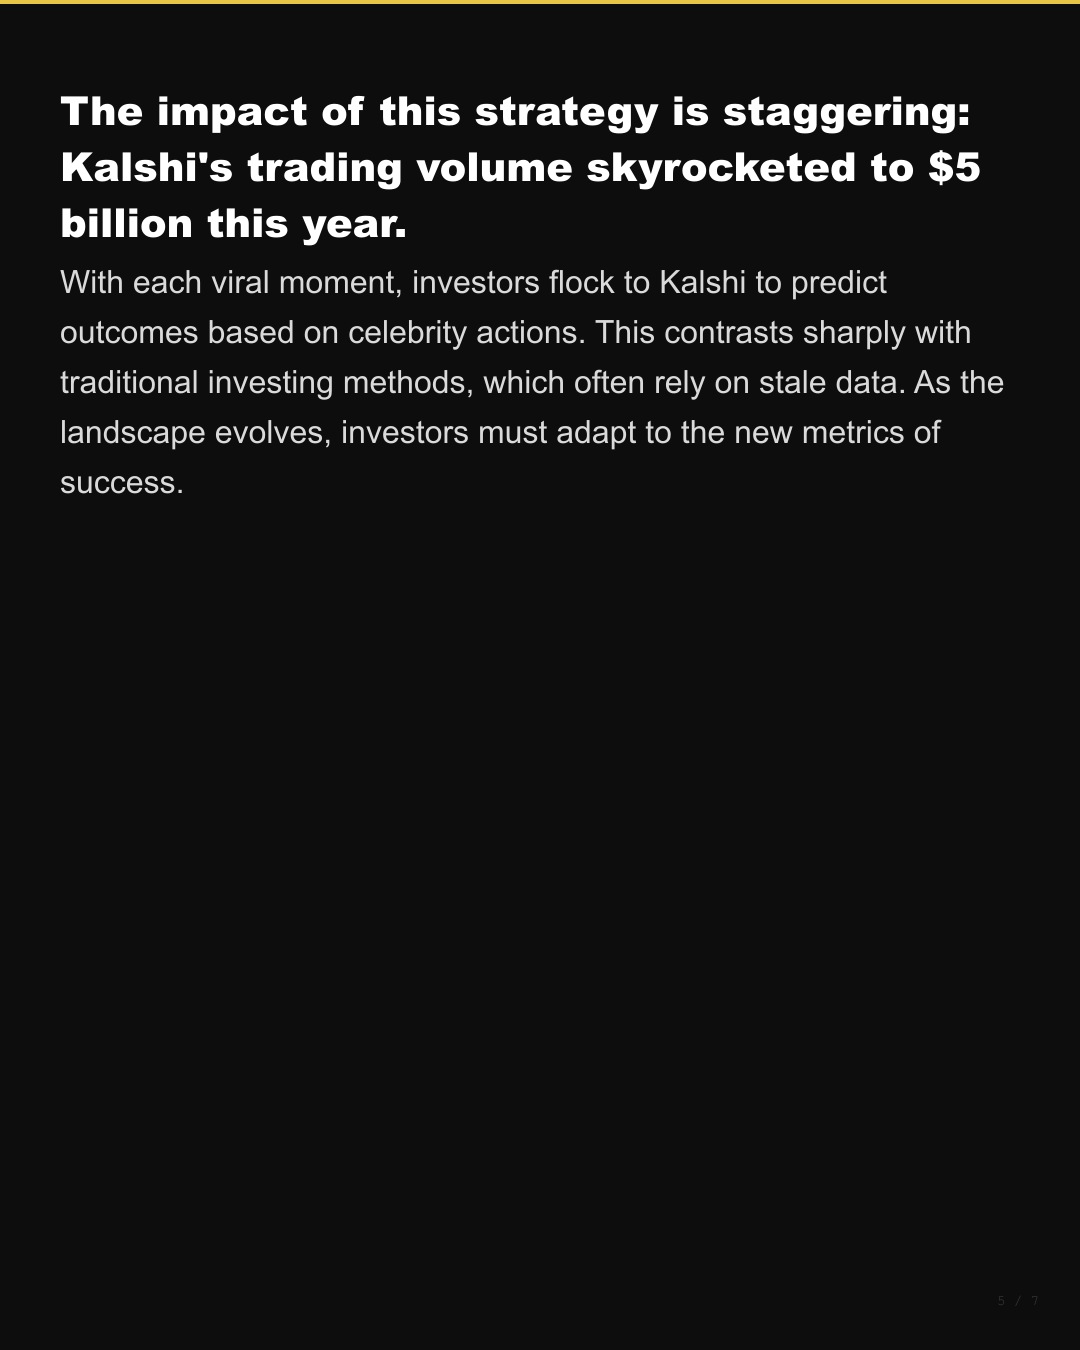 The impact of this strategy is staggering:
Kalshi's trading volume skyrocketed to $5
billion this year.
With each viral moment, investors flock to Kalshi to predict
outcomes based on celebrity actions. This contrasts sharply with
traditional investing methods, which often rely on stale data. As the
landscape evolves, investors must adapt to the new metrics of
success.
5 / 7